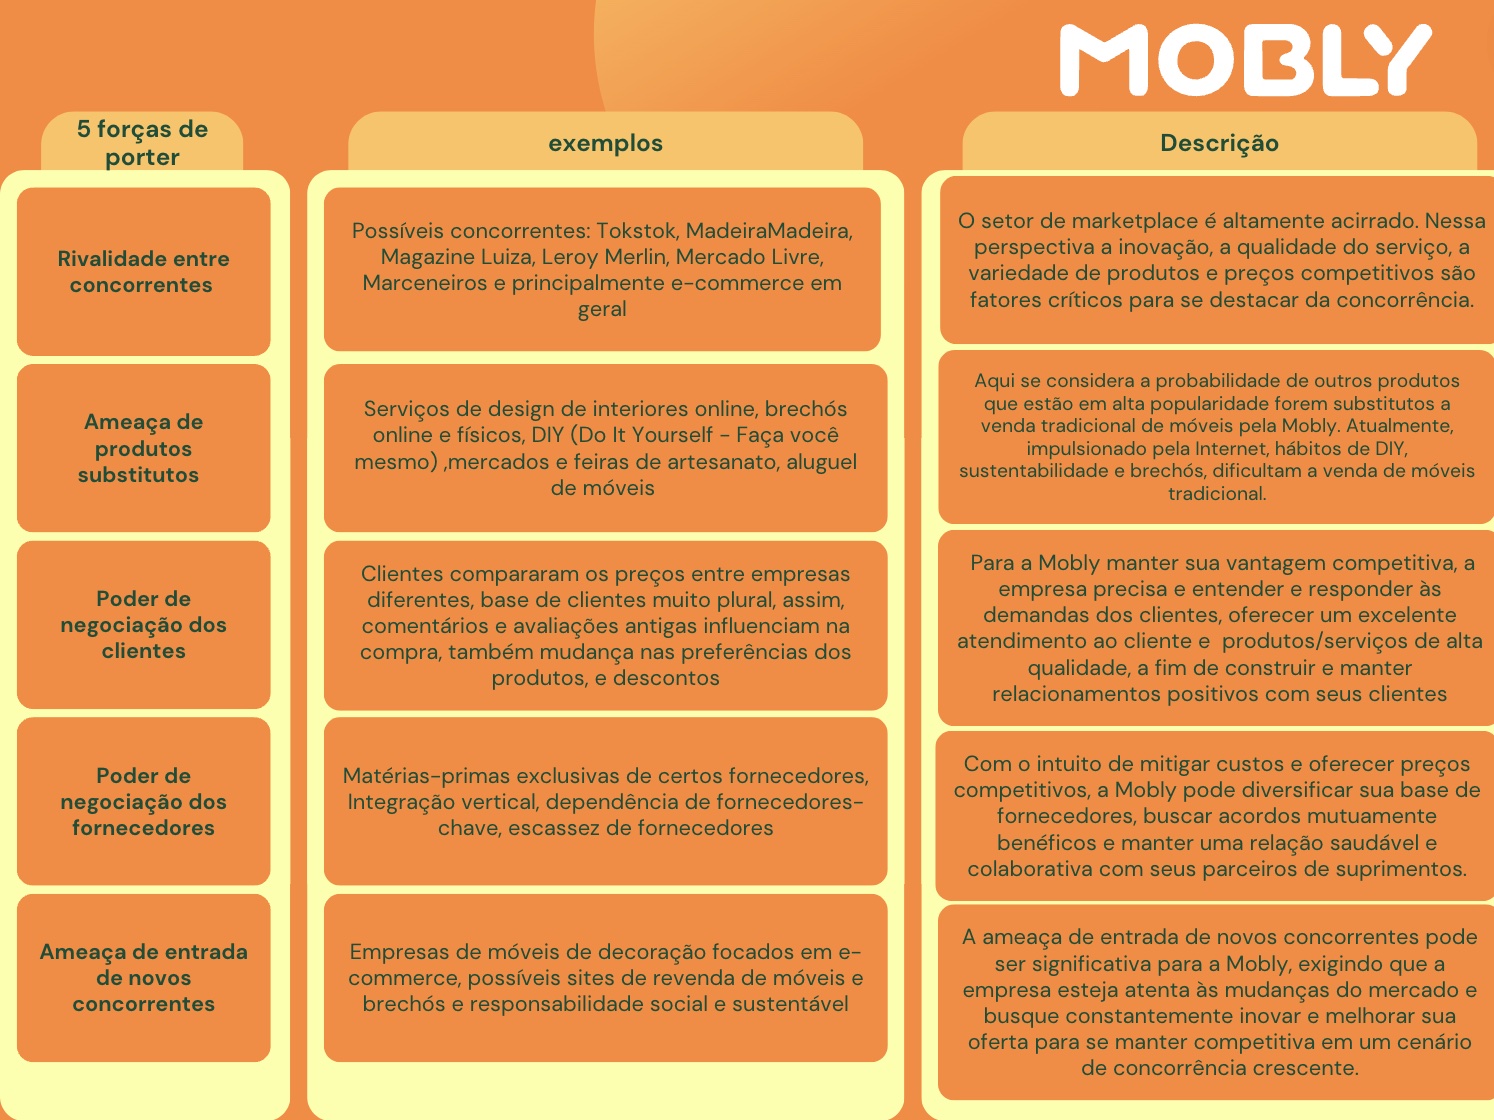 MOBLY
5 forças de
porter
exemplos
Descrição
Rivalidade entre
concorrentes
Possíveis concorrentes: Tokstok, MadeiraMadeira,
Magazine Luiza, Leroy Merlin, Mercado Livre,
Marceneiros e principalmente e-commerce em
geral
O setor de marketplace é altamente acirrado. Nessa
perspectiva a inovação, a qualidade do serviço, a
variedade de produtos e preços competitivos são
fatores críticos para se destacar da concorrência.
Ameaça de
produtos
substitutos
Serviços de design de interiores online, brechós
online e físicos, DIY (Do It Yourself - Faça você
mesmo) ,mercados e feiras de artesanato, aluguel
de móveis
Aqui se considera a probabilidade de outros produtos
que estão em alta popularidade forem substitutos a
venda tradicional de móveis pela Mobly. Atualmente,
impulsionado pela Internet, hábitos de DIY,
sustentabilidade e brechós, dificultam a venda de móveis
tradicional.
Poder de
negociação dos
clientes
Clientes compararam os preços entre empresas
diferentes, base de clientes muito plural, assim,
comentários e avaliações antigas influenciam na
compra, também mudança nas preferências dos
produtos, e descontos
Para a Mobly manter sua vantagem competitiva, a
empresa precisa e entender e responder às
demandas dos clientes, oferecer um excelente
atendimento ao cliente e  produtos/serviços de alta
qualidade, a fim de construir e manter
relacionamentos positivos com seus clientes
Poder de
negociação dos
fornecedores
Matérias-primas exclusivas de certos fornecedores,
Integração vertical, dependência de fornecedores-
chave, escassez de fornecedores
Com o intuito de mitigar custos e oferecer preços
competitivos, a Mobly pode diversificar sua base de
fornecedores, buscar acordos mutuamente
benéficos e manter uma relação saudável e
colaborativa com seus parceiros de suprimentos.
Ameaça de entrada
de novos
concorrentes
Empresas de móveis de decoração focados em e-
commerce, possíveis sites de revenda de móveis e
brechós e responsabilidade social e sustentável
A ameaça de entrada de novos concorrentes pode
ser significativa para a Mobly, exigindo que a
empresa esteja atenta às mudanças do mercado e
busque constantemente inovar e melhorar sua
oferta para se manter competitiva em um cenário
de concorrência crescente.